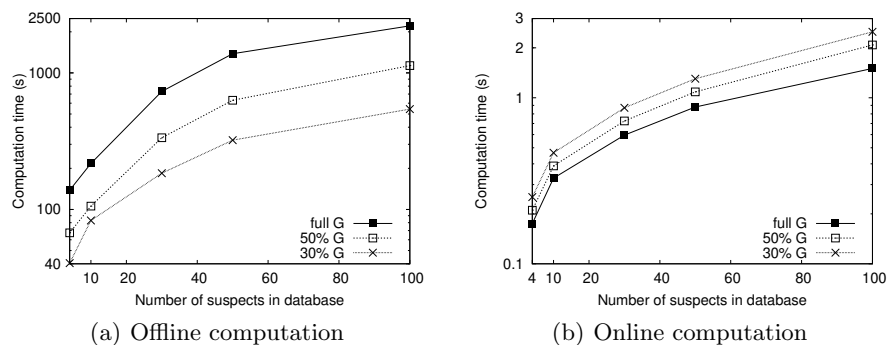 2500
1000
100
40
Computation time (s)
full G
50% G
30% G
10 20 40 60 80 100
Number of suspects in database
(a) Offline computation
3
2
1
0.1
Computation time (s)
full G
50% G
30% G
4 10 20 40 60 80 100
Number of suspects in database
(b) Online computation